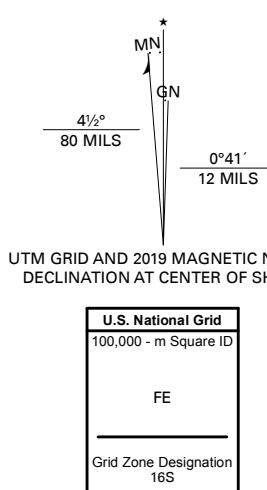 ★
MN
GN
4½°
80 MILS
0°41´
12 MILS
UTM GRID AND 2019 MAGNETIC N
DECLINATION AT CENTER OF SH
U.S. National Grid
100,000 - m Square ID
FE
Grid Zone Designation
16S